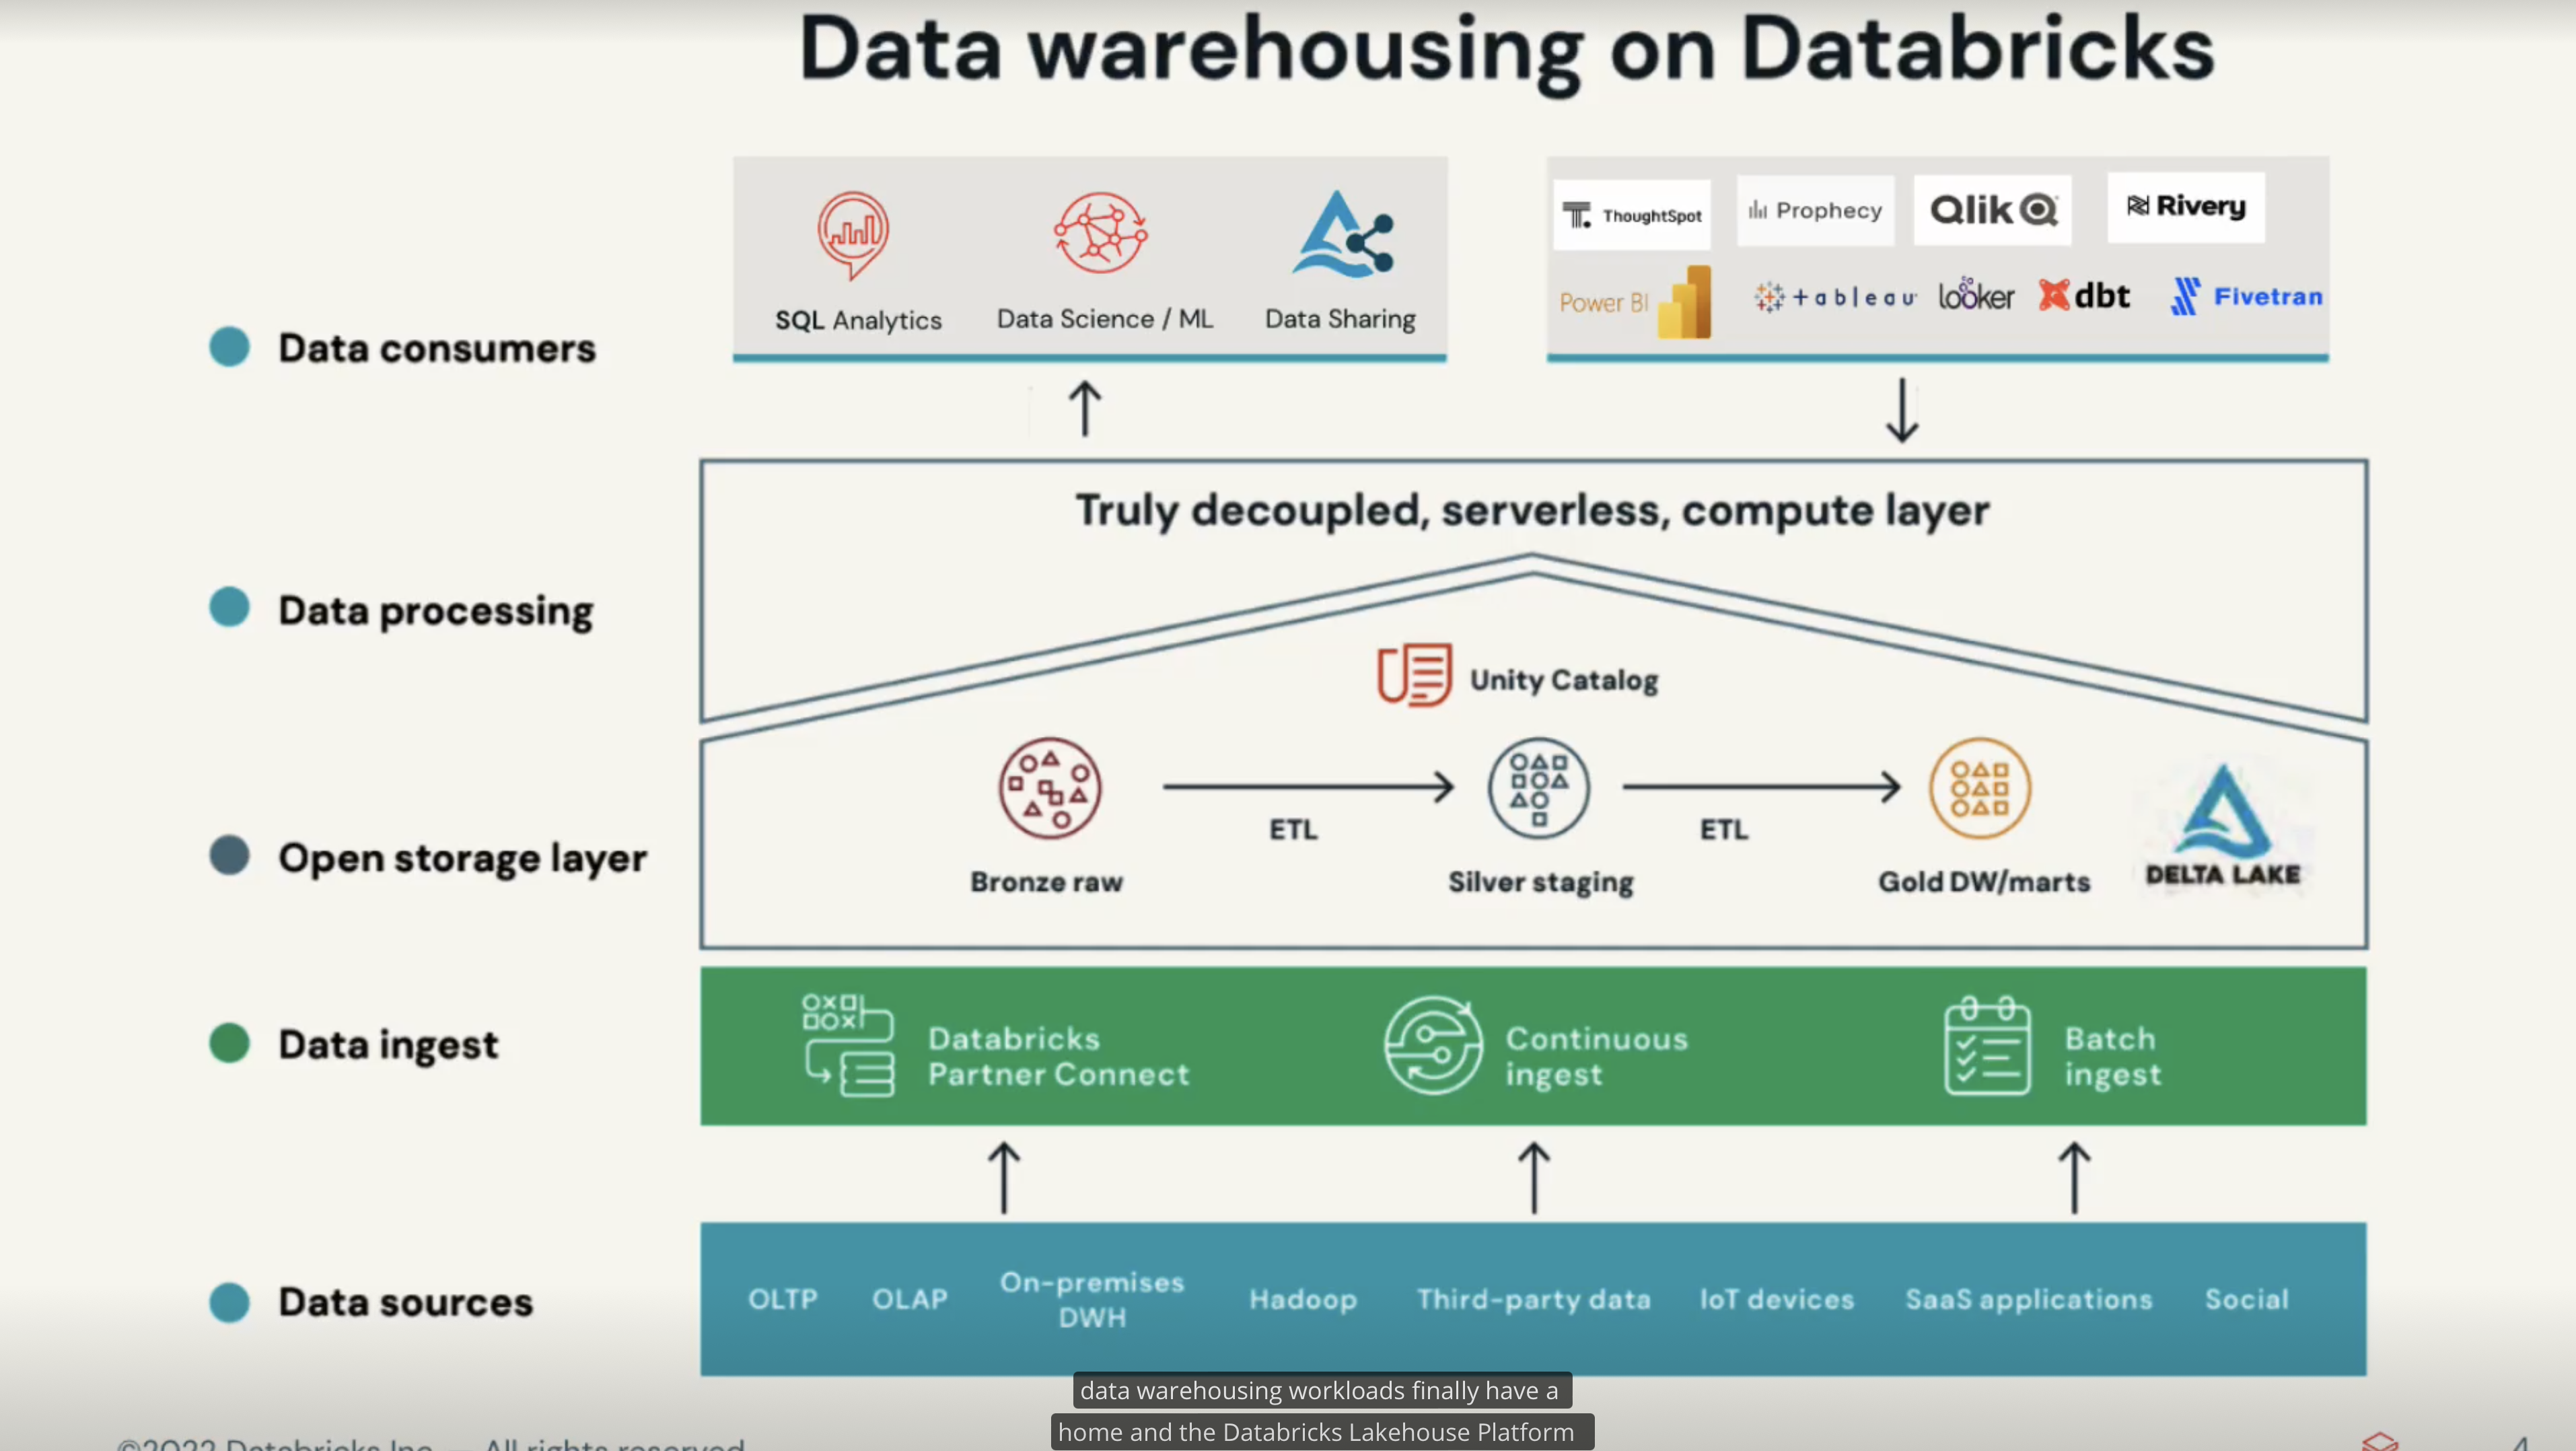 Data warehousing on Databricks
ThoughtSpot
Prophecy
Qlik
Rivery
Power BI
+ableau
looker
dbt
Fivetran
SQL Analytics
Data Science / ML
Data Sharing
Data consumers
Truly decoupled, serverless, compute layer
Data processing
Unity Catalog
Open storage layer
ETL
ETL
Bronze raw
Silver staging
Gold DW/marts
DELTA LAKE
Data ingest
Databricks
Partner Connect
Continuous
ingest
Batch
ingest
Data sources
OLTP
OLAP
On-premises
DWH
Hadoop
Third-party data
IoT devices
SaaS applications
Social
data warehousing workloads finally have a
home and the Databricks Lakehouse Platform
©2022 Databricks Inc. — All rights reserved
4